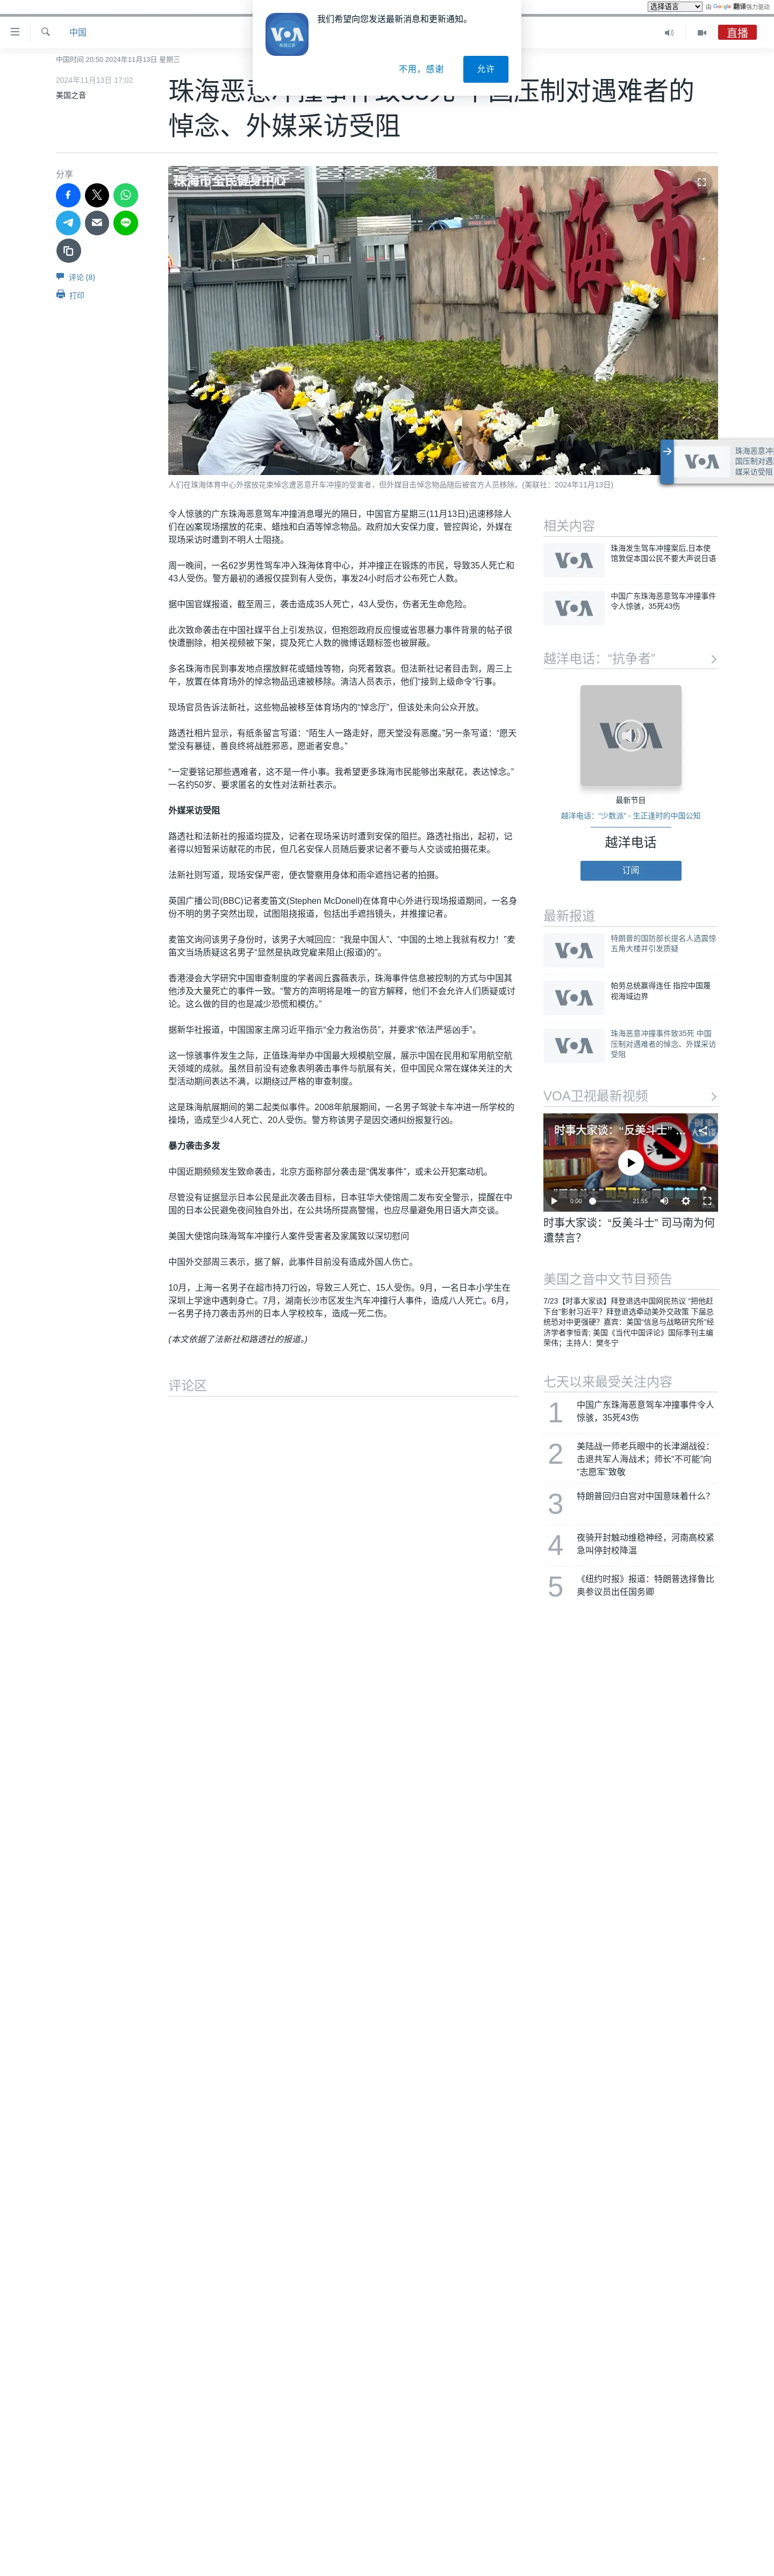 选择语言 由 Google 翻译强力驱动
我们希望向您发送最新消息和更新通知。
VOA
美国之音
不用，感谢
允许
中国
直播
中国时间 20:50 2024年11月13日 星期三
2024年11月13日 17:02
美国之音
珠海恶意冲撞事件致35死 中国压制对遇难者的
悼念、外媒采访受阻
分享
评论 (8)
打印
珠海市全民健身中心
珠海市
人们在珠海体育中心外摆放花束悼念遭恶意开车冲撞的受害者，但外媒目击悼念物品随后被官方人员移除。(美联社：2024年11月13日)
VOA
珠海恶意冲
国压制对遇
媒采访受阻
令人惊骇的广东珠海恶意驾车冲撞消息曝光的隔日，中国官方星期三(11月13日)迅速移除人
们在凶案现场摆放的花束、蜡烛和白酒等悼念物品。政府加大安保力度，管控舆论，外媒在
现场采访时遭到不明人士阻挠。
周一晚间，一名62岁男性驾车冲入珠海体育中心，并冲撞正在锻炼的市民，导致35人死亡和
43人受伤。警方最初的通报仅提到有人受伤，事发24小时后才公布死亡人数。
据中国官媒报道，截至周三，袭击造成35人死亡，43人受伤，伤者无生命危险。
此次致命袭击在中国社媒平台上引发热议，但抱怨政府反应慢或省思暴力事件背景的帖子很
快遭删除，相关视频被下架，提及死亡人数的微博话题标签也被屏蔽。
多名珠海市民到事发地点摆放鲜花或蜡烛等物，向死者致哀。但法新社记者目击到，周三上
午，放置在体育场外的悼念物品迅速被移除。清洁人员表示，他们“接到上级命令”行事。
现场官员告诉法新社，这些物品被移至体育场内的“悼念厅”，但该处未向公众开放。
路透社相片显示，有纸条留言写道：“陌生人一路走好，愿天堂没有恶魔。”另一条写道：“愿天
堂没有暴徒，善良终将战胜邪恶，愿逝者安息。”
“一定要铭记那些遇难者，这不是一件小事。我希望更多珠海市民能够出来献花，表达悼念。”
一名约50岁、要求匿名的女性对法新社表示。
外媒采访受阻
路透社和法新社的报道均提及，记者在现场采访时遭到安保的阻拦。路透社指出，起初，记
者得以短暂采访献花的市民，但几名安保人员随后要求记者不要与人交谈或拍摄花束。
法新社则写道，现场安保严密，便衣警察用身体和雨伞遮挡记者的拍摄。
英国广播公司(BBC)记者麦笛文(Stephen McDonell)在体育中心外进行现场报道期间，一名身
份不明的男子突然出现，试图阻挠报道，包括出手遮挡镜头，并推撞记者。
麦笛文询问该男子身份时，该男子大喊回应：“我是中国人”、“中国的土地上我就有权力！”麦
笛文当场质疑这名男子“显然是执政党雇来阻止(报道)的”。
香港浸会大学研究中国审查制度的学者阎丘露薇表示，珠海事件信息被控制的方式与中国其
他涉及大量死亡的事件一致。“警方的声明将是唯一的官方解释，他们不会允许人们质疑或讨
论。这么做的目的也是减少恐慌和模仿。”
据新华社报道，中国国家主席习近平指示“全力救治伤员”，并要求“依法严惩凶手”。
这一惊骇事件发生之际，正值珠海举办中国最大规模航空展，展示中国在民用和军用航空航
天领域的成就。虽然目前没有迹象表明袭击事件与航展有关，但中国民众常在媒体关注的大
型活动期间表达不满，以期绕过严格的审查制度。
这是珠海航展期间的第二起类似事件。2008年航展期间，一名男子驾驶卡车冲进一所学校的
操场，造成至少4人死亡、20人受伤。警方称该男子是因交通纠纷报复行凶。
暴力袭击多发
中国近期频频发生致命袭击，北京方面称部分袭击是“偶发事件”，或未公开犯案动机。
尽管没有证据显示日本公民是此次袭击目标，日本驻华大使馆周二发布安全警示，提醒在中
国的日本公民避免夜间独自外出，在公共场所提高警惕，也应尽量避免用日语大声交谈。
美国大使馆向珠海驾车冲撞行人案件受害者及家属致以深切慰问
中国外交部周三表示，据了解，此事件目前没有造成外国人伤亡。
10月，上海一名男子在超市持刀行凶，导致三人死亡、15人受伤。9月，一名日本小学生在
深圳上学途中遇刺身亡。7月，湖南长沙市区发生汽车冲撞行人事件，造成八人死亡。6月，
一名男子持刀袭击苏州的日本人学校校车，造成一死二伤。
(本文依据了法新社和路透社的报道。)
评论区
相关内容
VOA
珠海发生驾车冲撞案后,日本使
馆敦促本国公民不要大声说日语
VOA
中国广东珠海恶意驾车冲撞事件
令人惊骇，35死43伤
越洋电话：“抗争者”
VOA
最新节目
越洋电话：“少数派” - 生正逢时的中国公知
越洋电话
订阅
最新报道
VOA
特朗普的国防部长提名人选震惊
五角大楼并引发质疑
VOA
帕劳总统赢得连任 指控中国蔑
视海域边界
VOA
珠海恶意冲撞事件致35死 中国
压制对遇难者的悼念、外媒采访
受阻
VOA卫视最新视频
时事大家谈：“反美斗士” ...
0:00
21:55
时事大家谈：“反美斗士” 司马南为何
遭禁言？
美国之音中文节目预告
7/23【时事大家谈】拜登退选中国网民热议 “把他赶
下台”影射习近平？拜登退选牵动美外交政策 下届总
统恐对中更强硬？嘉宾：美国“信息与战略研究所”经
济学者李恒青; 美国《当代中国评论》国际季刊主编
荣伟；主持人：樊冬宁
七天以来最受关注内容
1
中国广东珠海恶意驾车冲撞事件令人
惊骇，35死43伤
2
美陆战一师老兵眼中的长津湖战役：
击退共军人海战术；师长“不可能”向
“志愿军”致敬
3
特朗普回归白宫对中国意味着什么？
4
夜骑开封触动维稳神经，河南高校紧
急叫停封校降温
5
《纽约时报》报道：特朗普选择鲁比
奥参议员出任国务卿